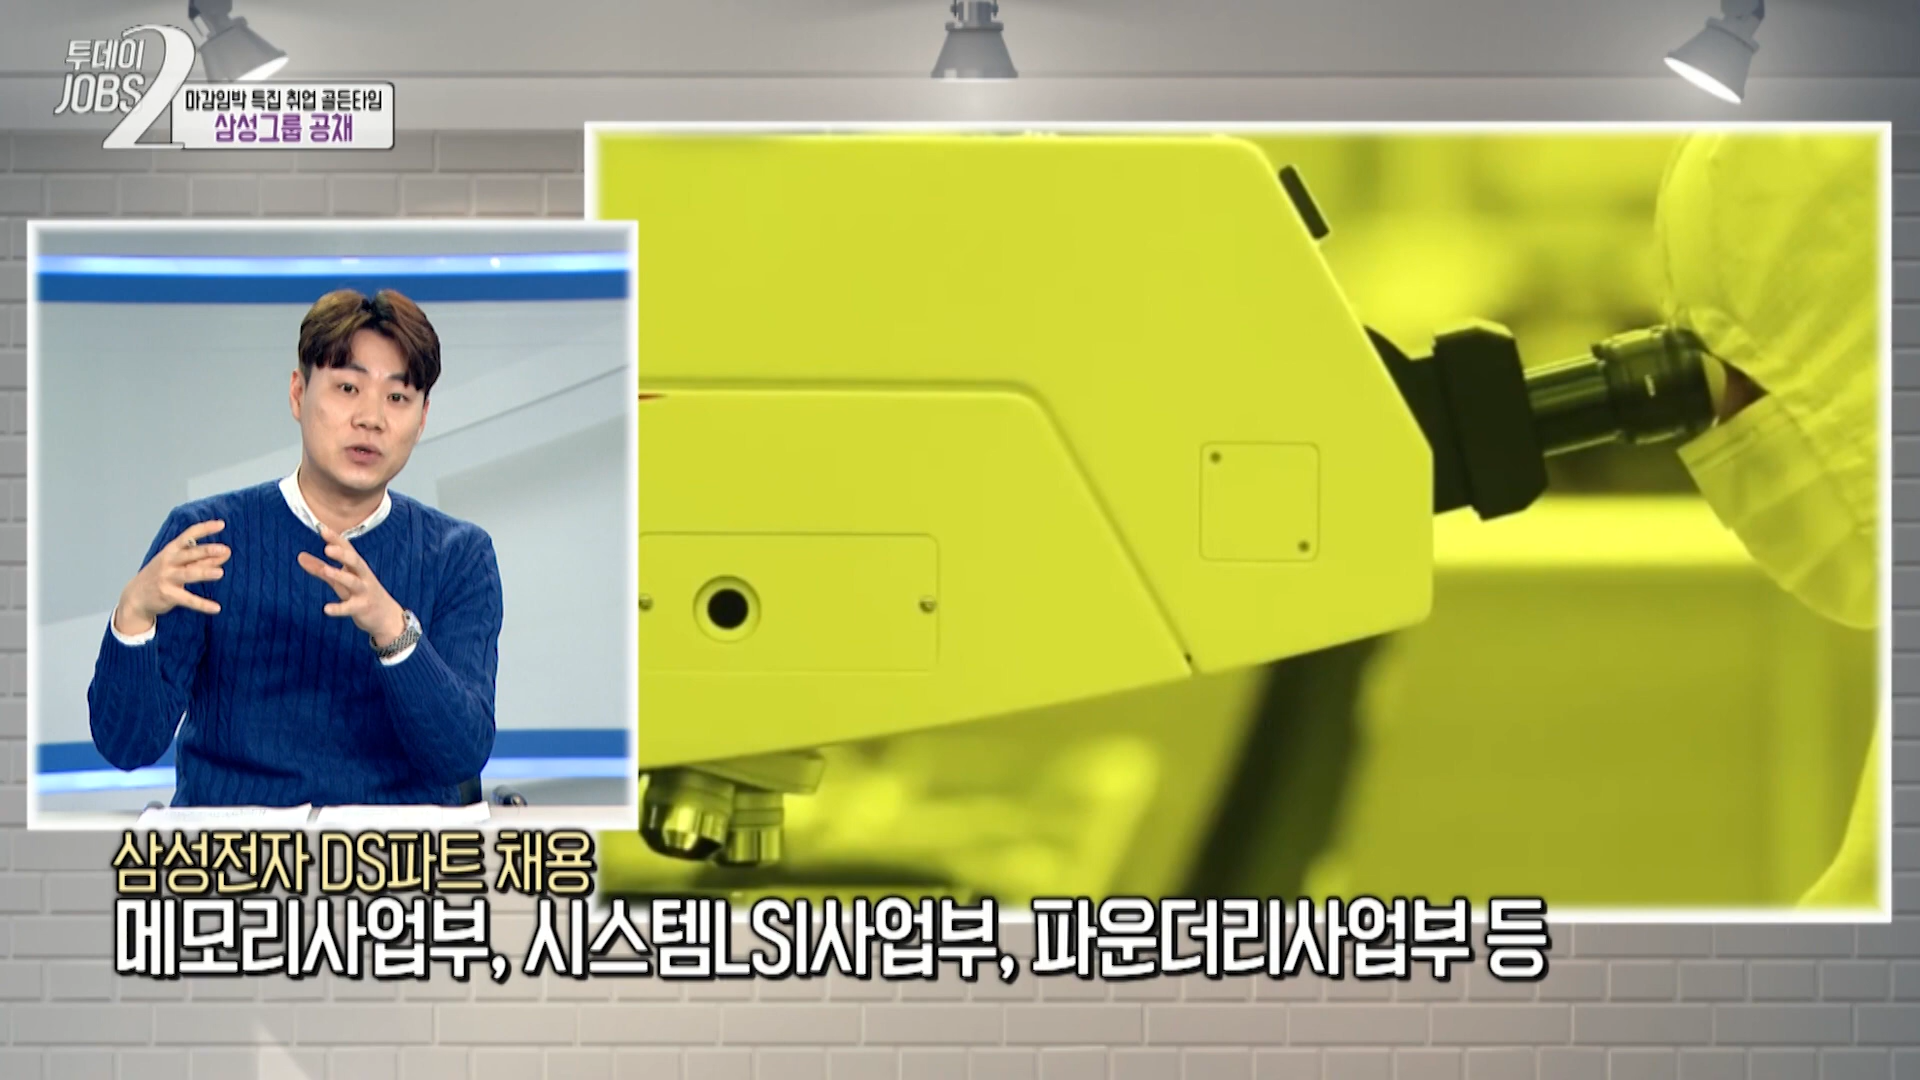 투데이
JOBS 2
마감임박 특집 취업 골든타임
삼성그룹 공채
삼성전자 DS파트 채용
메모리사업부, 시스템LSI사업부, 파운더리사업부 등